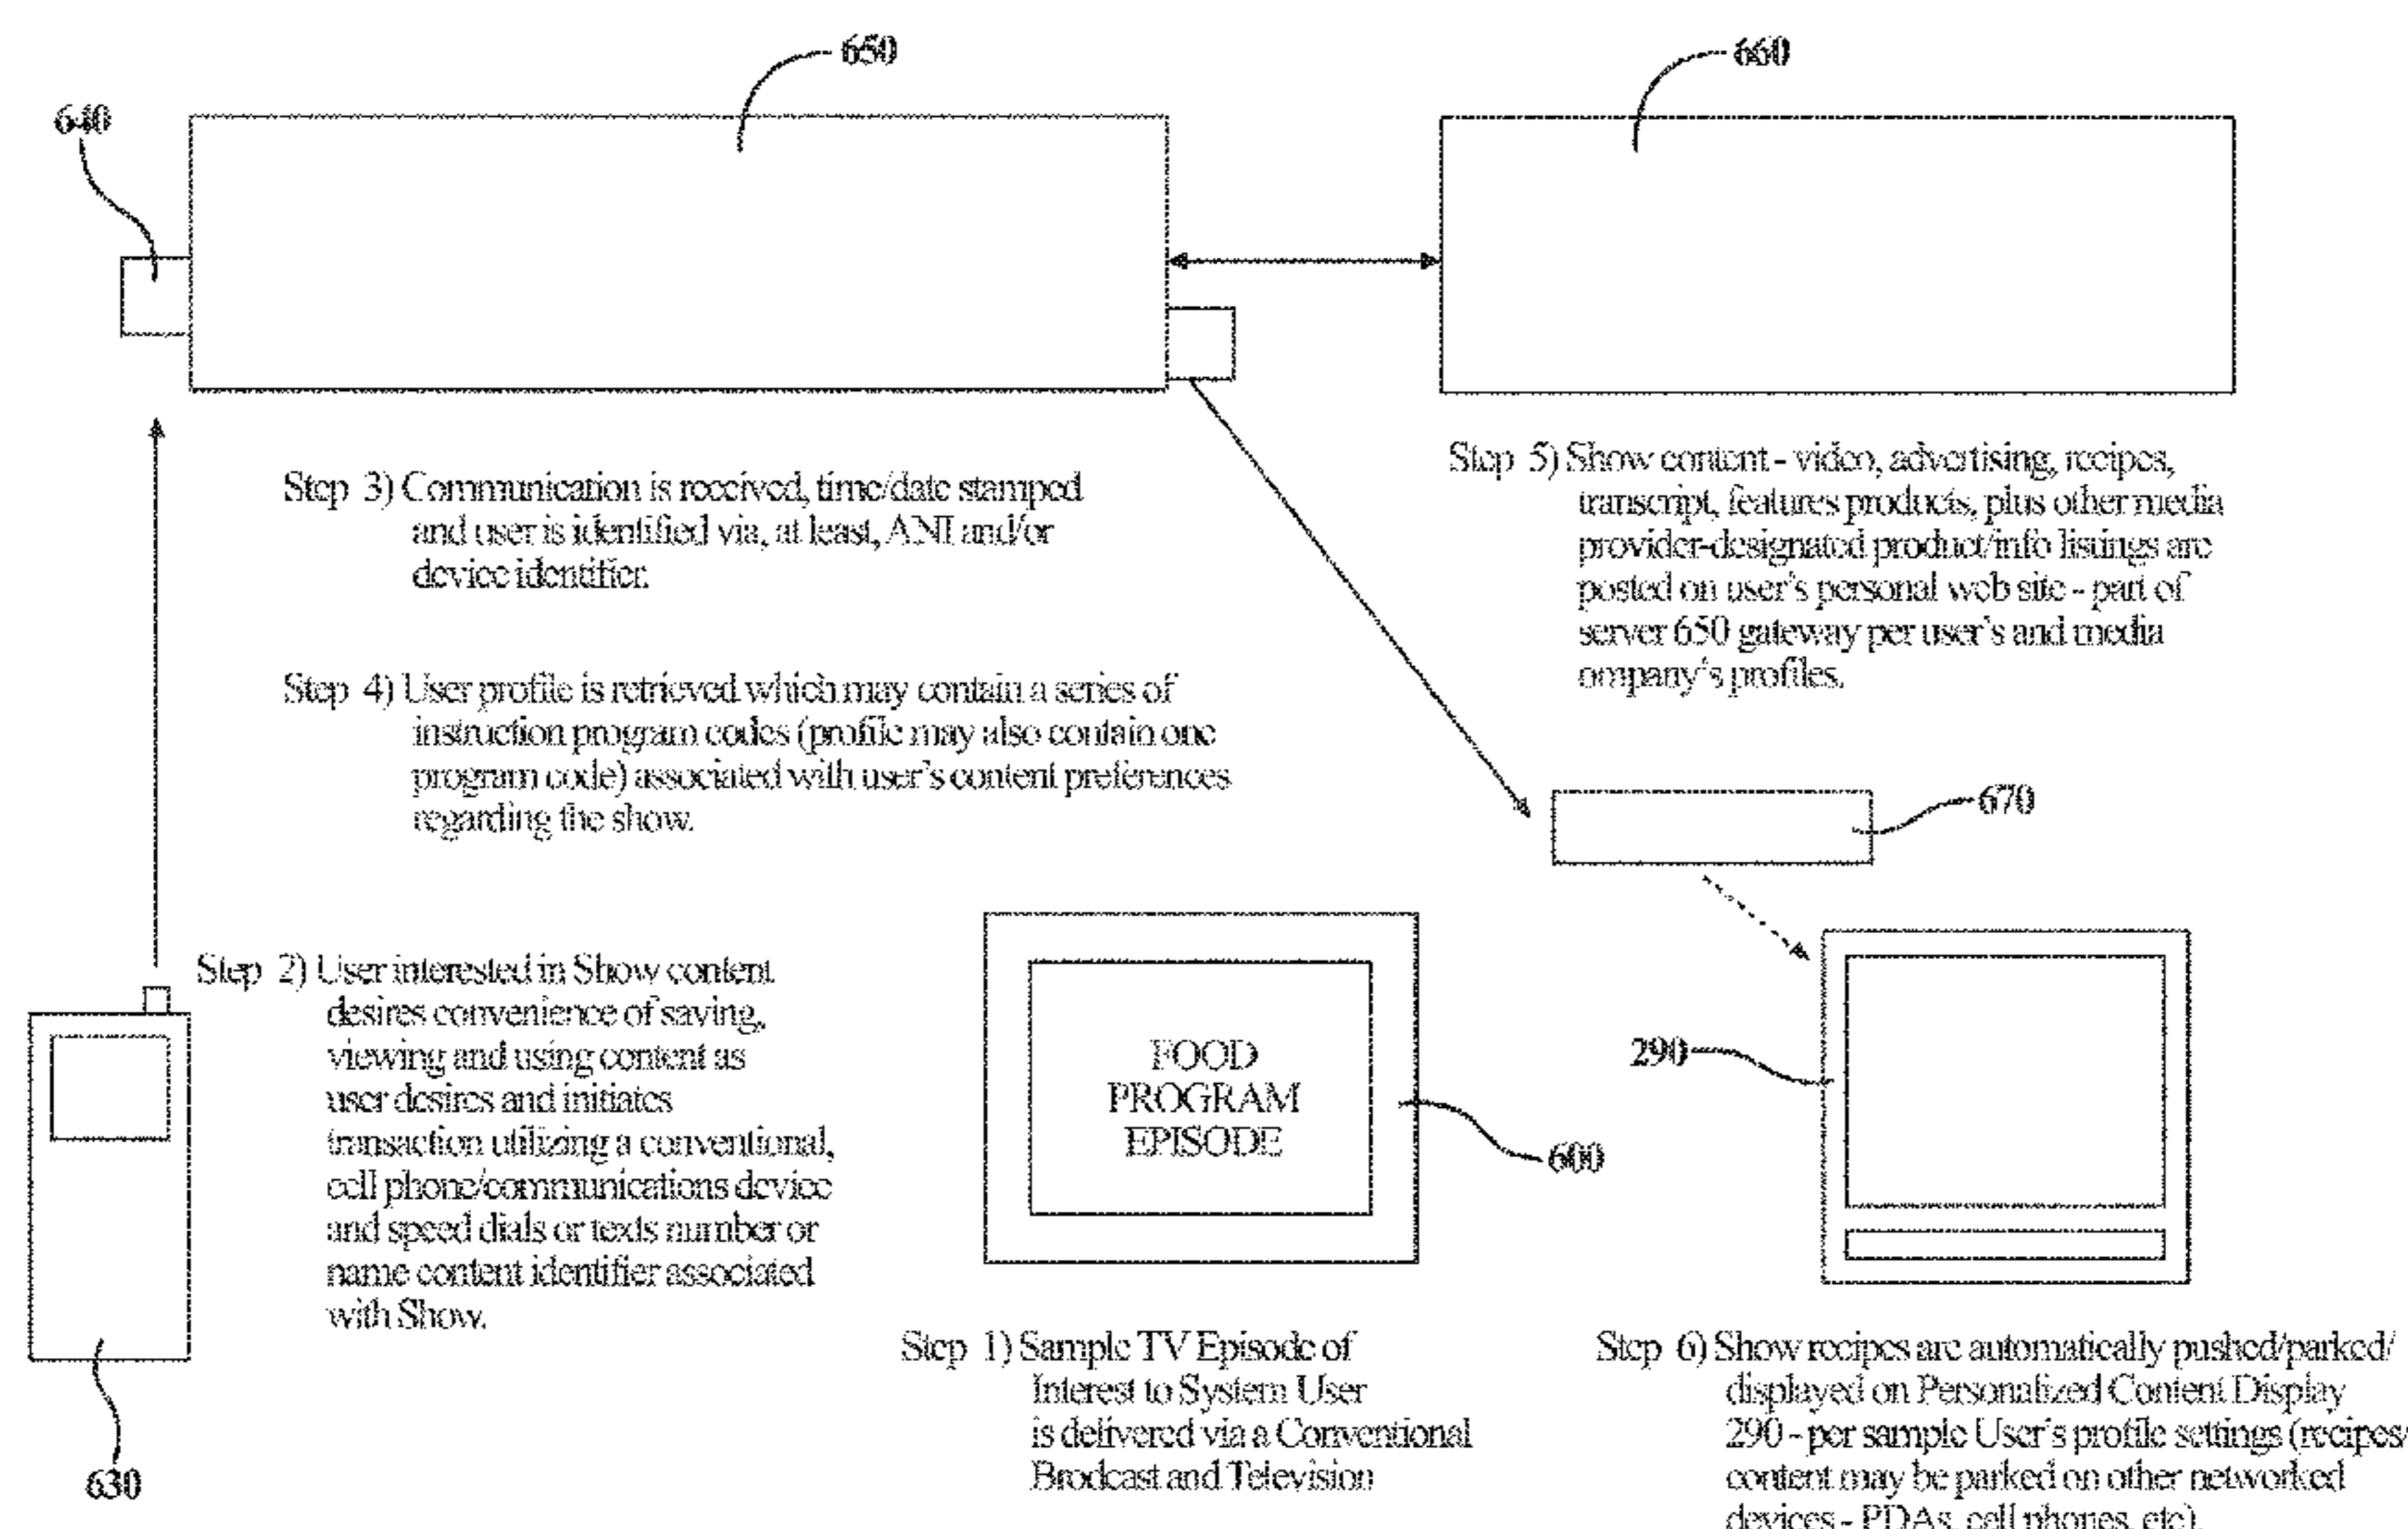 650
660
640
Step 3) Communication is received, time/date stamped
and user is identified via, at least, ANI and/or
device identifier.
Step 4) User profile is retrieved which may contain a series of
instruction program codes (profile may also contain one
program code) associated with user's content preferences
regarding the show.
Step 5) Show content - video, advertising, recipes,
transcript, features products, plus other media
provider-designated product/info listings are
posted on user's personal web site - part of
server 650 gateway per user's and media
ompany's profiles.
670
Step 2) User interested in Show content
desires convenience of saving,
viewing and using content as
user desires and initiates
transaction utilizing a conventional,
cell phone/communications device
and speed dials or texts number or
name content identifier associated
with Show.
630
FOOD
PROGRAM
EPISODE
600
290
Step 1) Sample TV Episode of
Interest to System User
is delivered via a Conventional
Brodcast and Television
Step 6) Show recipes are automatically pushed/parked/
displayed on Personalized Content Display
290 - per sample User's profile settings (recipes/
content may be parked on other networked
devices - PDAs, cell phones, etc).